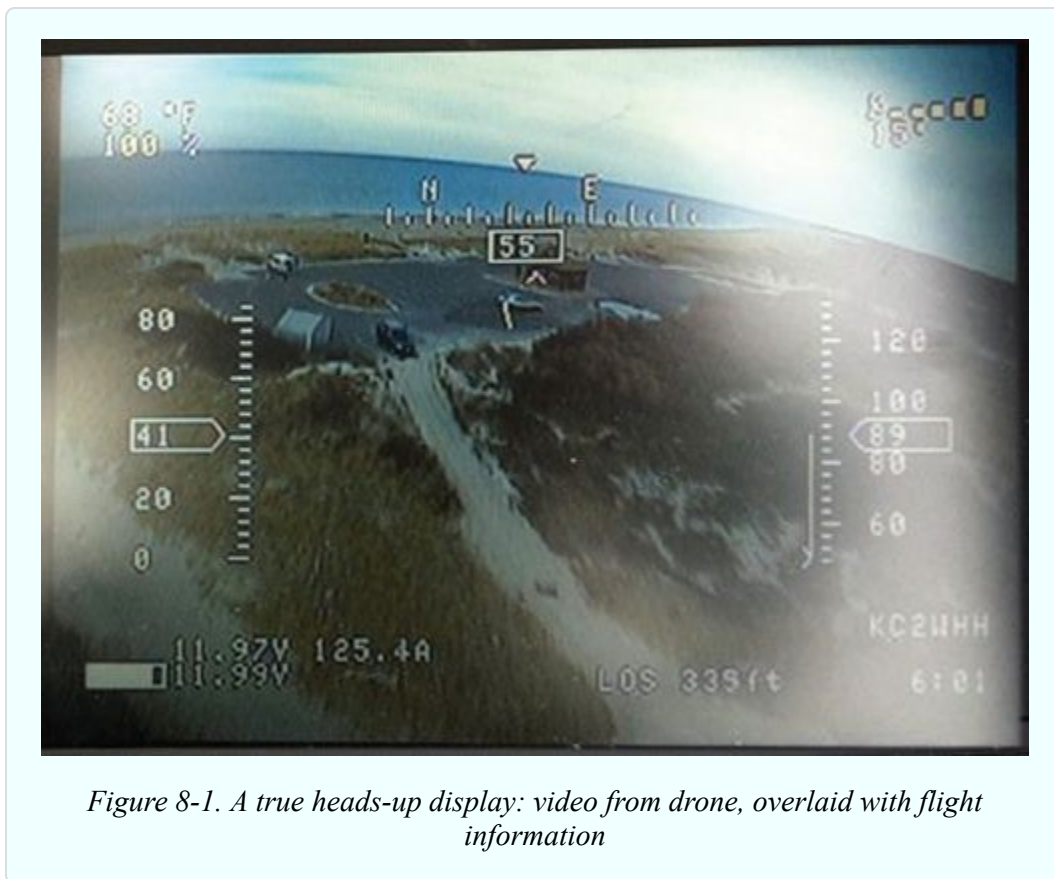 68 °F
100 %
8
15°
N E
55
80
60
41
20
0
120
100
89
80
60
11.97V 125.4A
11.99V
KC2WHH
LOS 339ft
6:01
Figure 8-1. A true heads-up display: video from drone, overlaid with flight
information